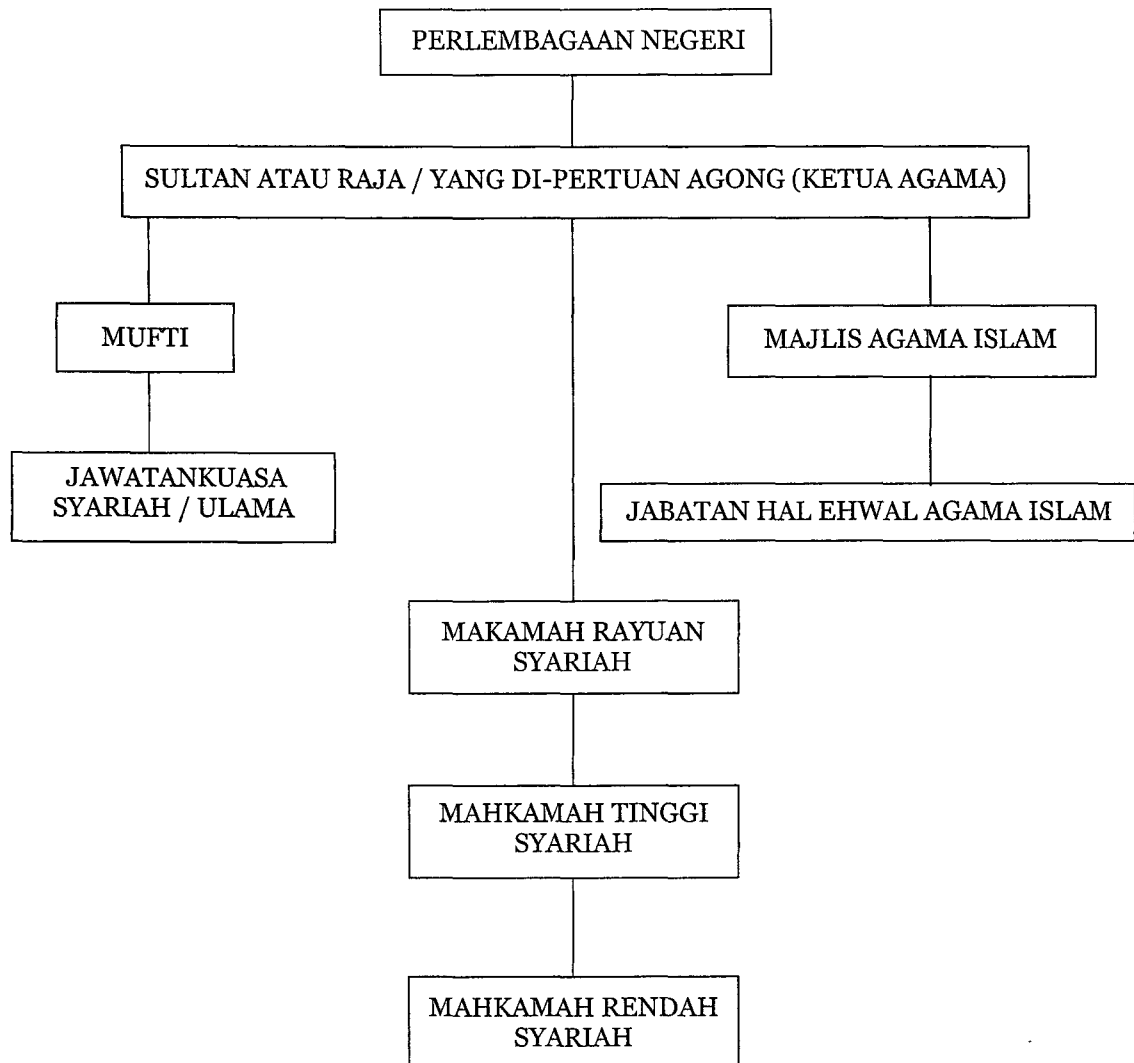 PERLEMBAGAAN NEGERI
SULTAN ATAU RAJA / YANG DI-PERTUAN AGONG (KETUA AGAMA)
MUFTI
MAJLIS AGAMA ISLAM
JAWATANKUASA
SYARIAH / ULAMA
JABATAN HAL EHWAL AGAMA ISLAM
MAKAMAH RAYUAN
SYARIAH
MAHKAMAH TINGGI
SYARIAH
MAHKAMAH RENDAH
SYARIAH